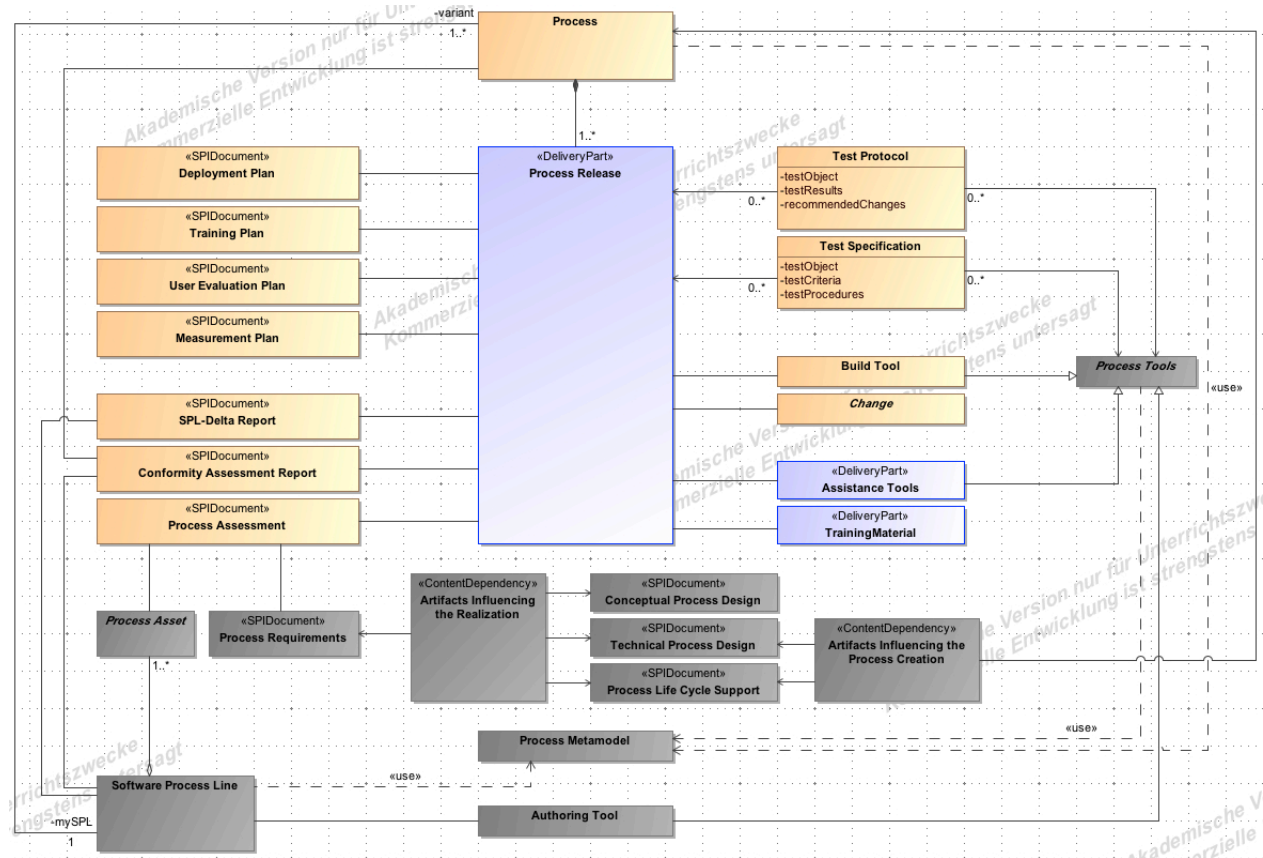 -variant
1..*
Process
1..*
«SPIDocument»
Deployment Plan
«SPIDocument»
Training Plan
«SPIDocument»
User Evaluation Plan
«SPIDocument»
Measurement Plan
«SPIDocument»
SPL-Delta Report
«SPIDocument»
Conformity Assessment Report
«SPIDocument»
Process Assessment
«DeliveryPart»
Process Release
Test Protocol
-testObject
-testResults
-recommendedChanges
0..*
0..*
Test Specification
-testObject
-testCriteria
-testProcedures
0..*
0..*
Build Tool
Change
Process Tools
«use»
«DeliveryPart»
Assistance Tools
«DeliveryPart»
TrainingMaterial
Process Asset
1..*
«SPIDocument»
Process Requirements
«ContentDependency»
Artifacts Influencing
the Realization
«SPIDocument»
Conceptual Process Design
«SPIDocument»
Technical Process Design
«SPIDocument»
Process Life Cycle Support
«ContentDependency»
Artifacts Influencing the
Process Creation
Process Metamodel
«use»
Software Process Line
«use»
-mySPL
1
Authoring Tool
Akademische Version nur für
Entwicklung ist
untersagt
Akademische Version nur für Unterrichtszwecke